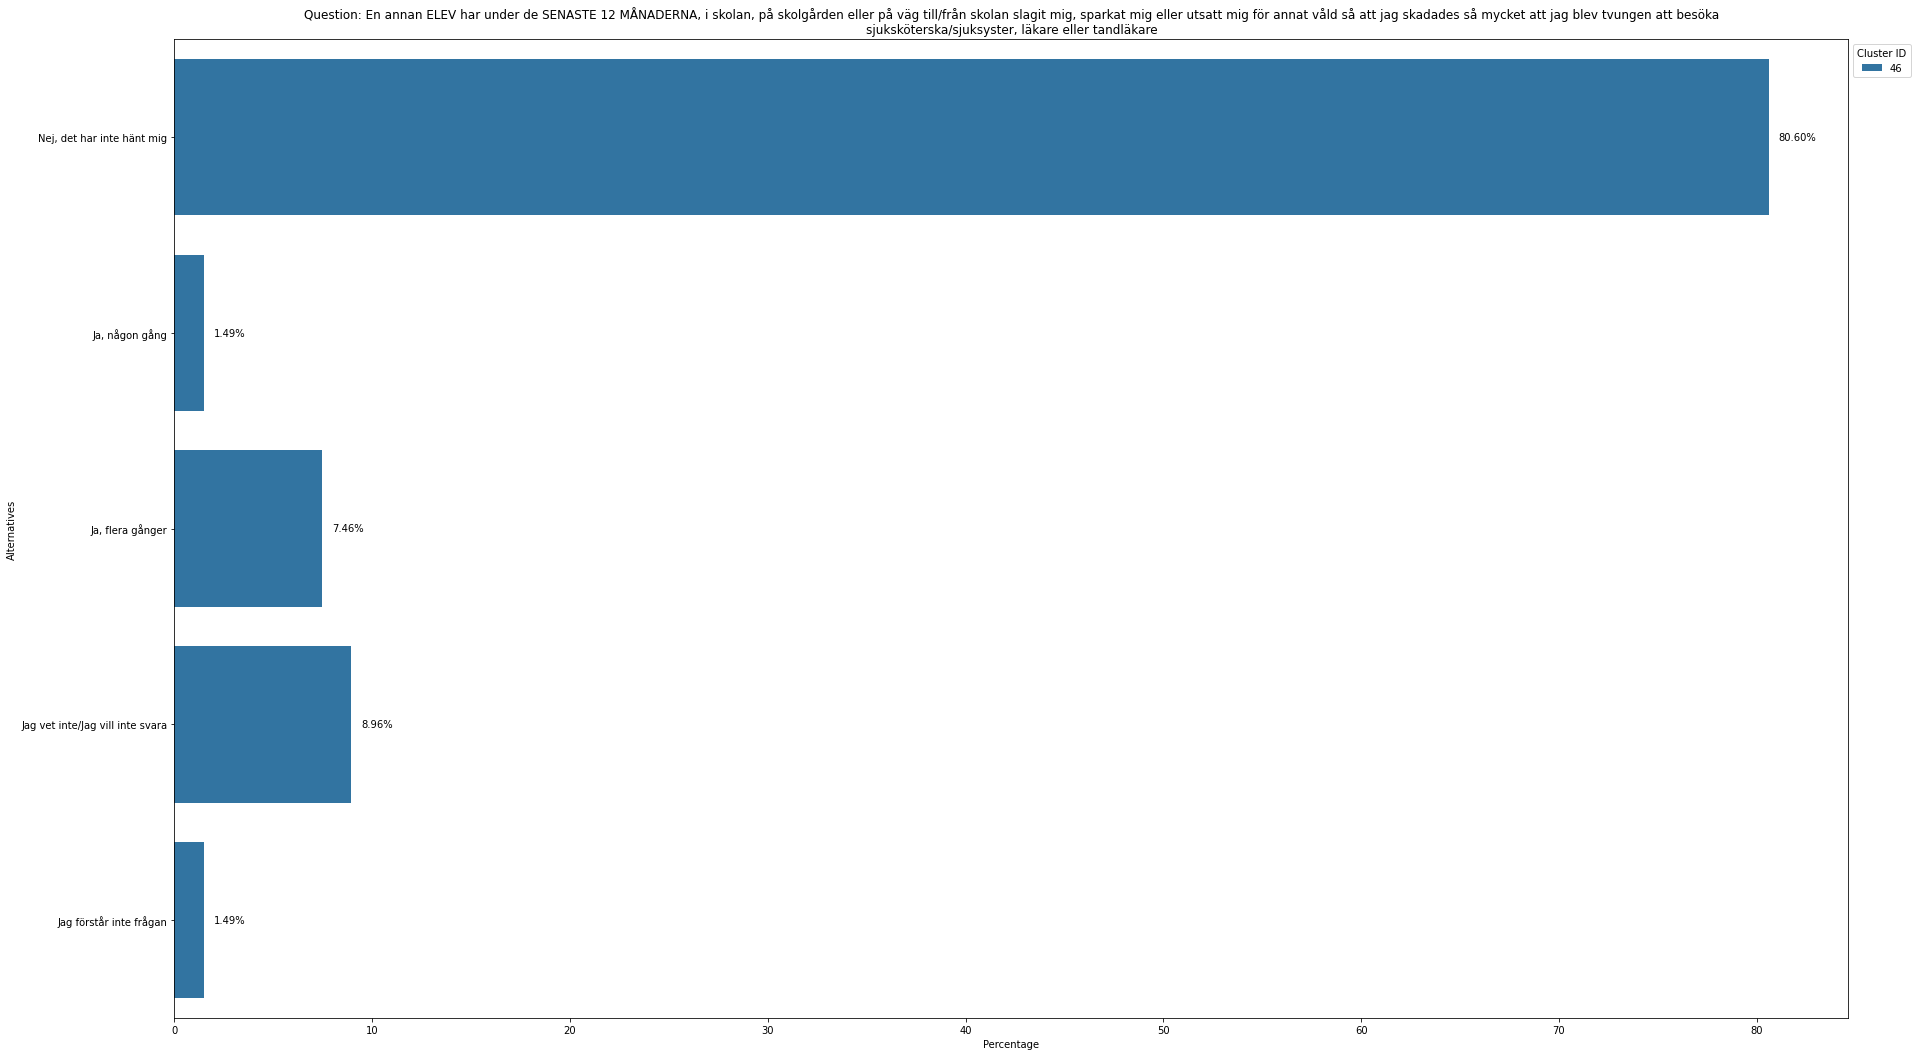 Question: En annan ELEV har under de SENASTE 12 MÅNADERNA, i skolan, på skolgården eller på väg till/från skolan slagit mig, sparkat mig eller utsatt mig för annat våld så att jag skadades så mycket att jag blev tvungen att besöka
sjuksköterska/sjuksyster, läkare eller tandläkare
Cluster ID
46
Alternatives
Nej, det har inte hänt mig
80.60%
Ja, någon gång
1.49%
Ja, flera gånger
7.46%
Jag vet inte/Jag vill inte svara
8.96%
Jag förstår inte frågan
1.49%
0 10 20 30 40 50 60 70 80
Percentage